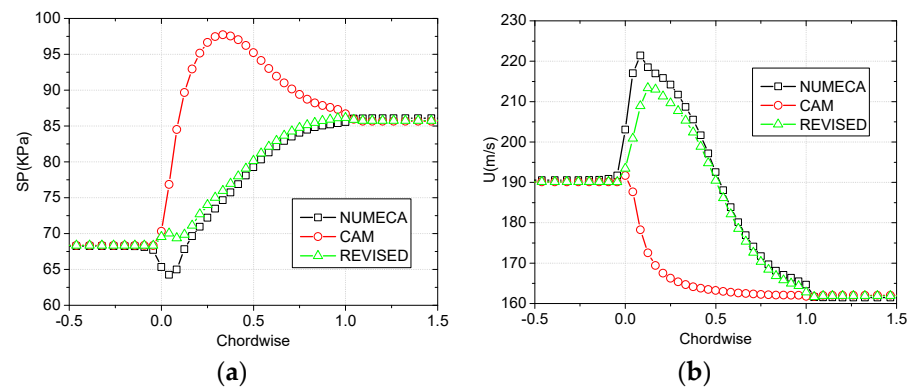 SP(KPa)
100
95
90
85
80
75
70
65
60
NUMECA
CAM
REVISED
-0.5 0.0 0.5 1.0 1.5
Chordwise
(a)
U(m/s)
230
220
210
200
190
180
170
160
NUMECA
CAM
REVISED
-0.5 0.0 0.5 1.0 1.5
Chordwise
(b)